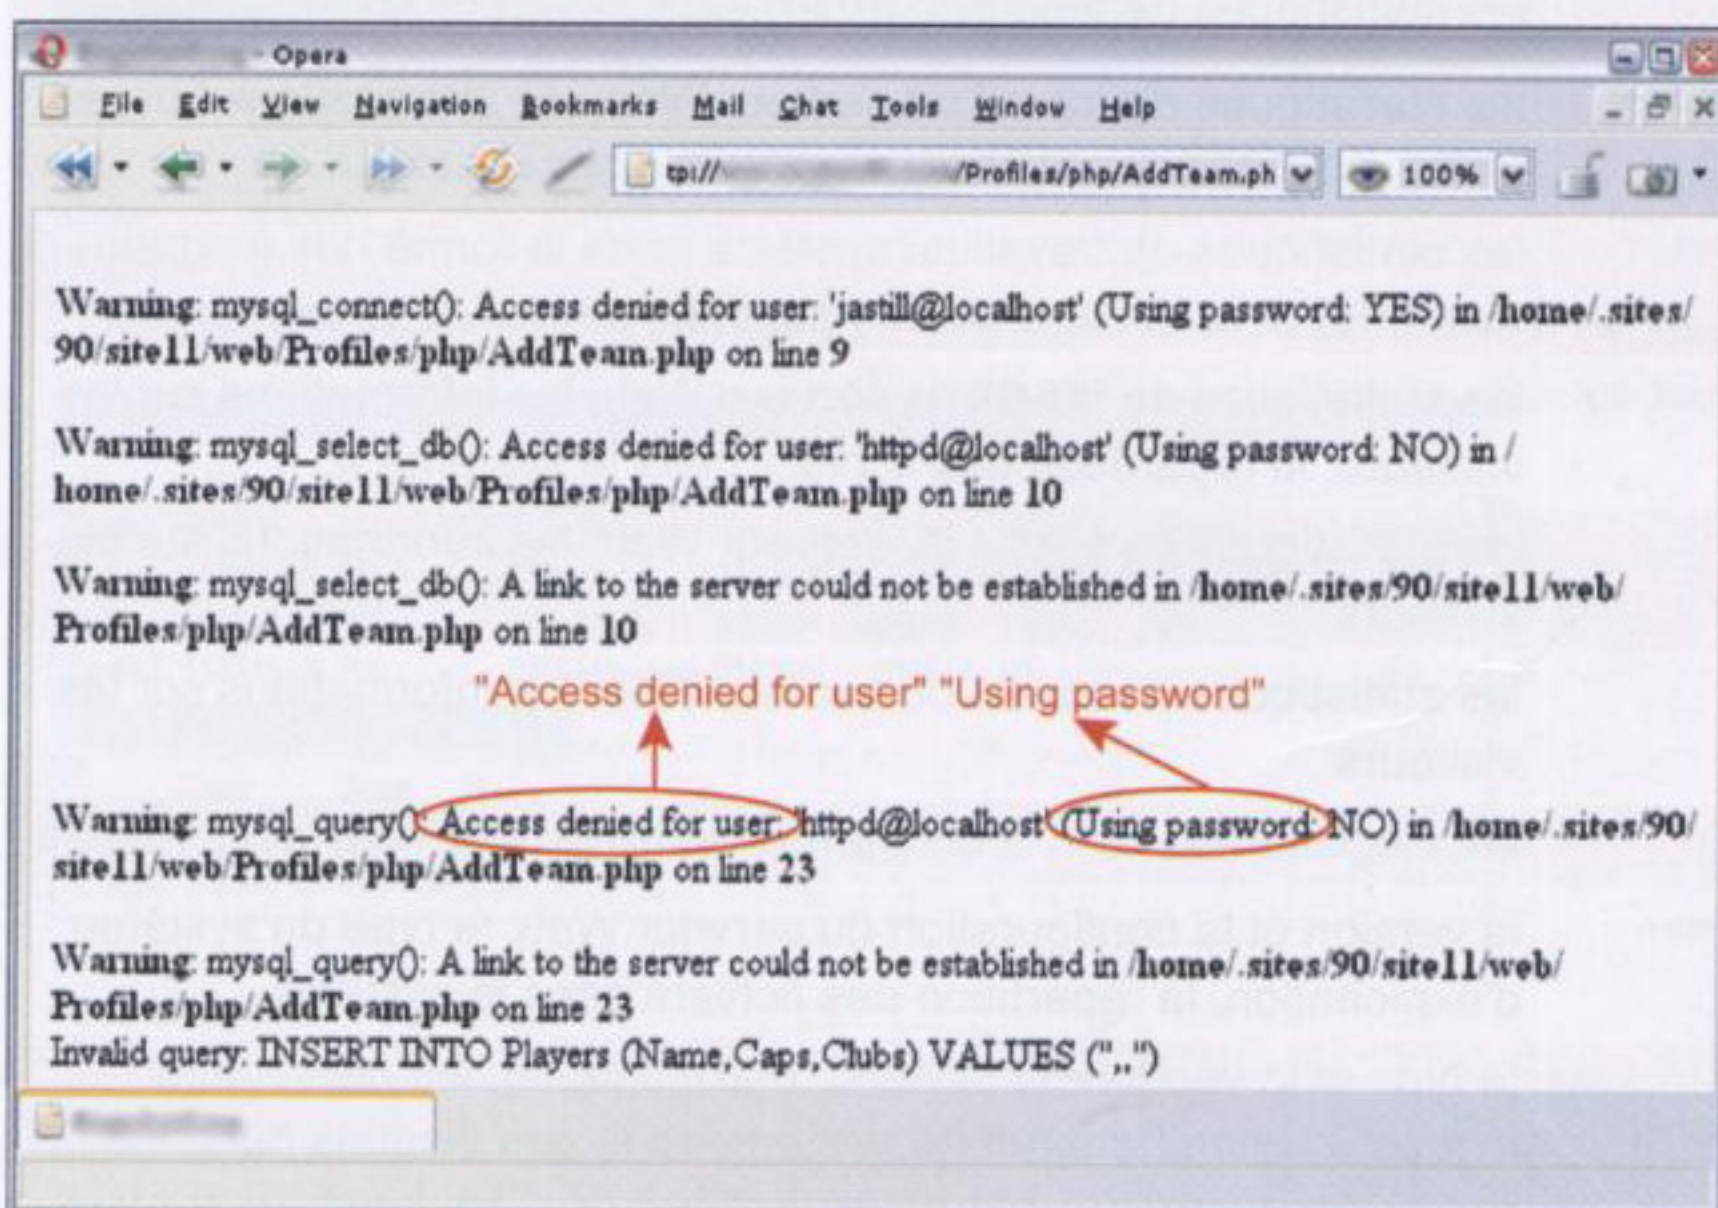 - Opera
File Edit View Navigation Bookmarks Mail Chat Tools Window Help
tp:// /Profiles/php/AddTeam.ph 100%
Warning: mysql_connect(): Access denied for user: 'jastill@localhost' (Using password: YES) in /home/.sites/
90/site11/web/Profiles/php/AddTeam.php on line 9
Warning: mysql_select_db(): Access denied for user: 'httpd@localhost' (Using password: NO) in /
home/.sites/90/site11/web/Profiles/php/AddTeam.php on line 10
Warning: mysql_select_db(): A link to the server could not be established in /home/.sites/90/site11/web/
Profiles/php/AddTeam.php on line 10
"Access denied for user" "Using password"
Warning: mysql_query(): Access denied for user: 'httpd@localhost' (Using password: NO) in /home/.sites/90/
site11/web/Profiles/php/AddTeam.php on line 23
Warning: mysql_query(): A link to the server could not be established in /home/.sites/90/site11/web/
Profiles/php/AddTeam.php on line 23
Invalid query: INSERT INTO Players (Name,Caps,Clubs) VALUES ('',,'')